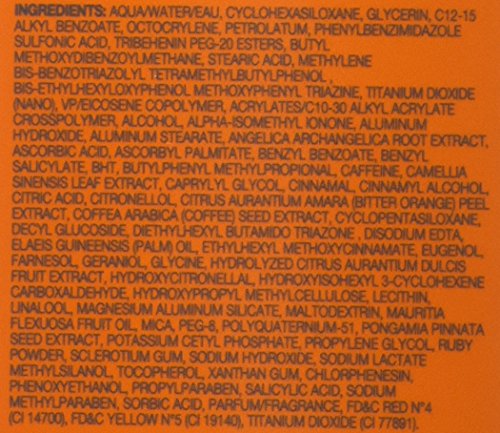 INGREDIENTS: AQUA/WATER/EAU, CYCLOHEXASILOXANE, GLYCERIN, C12-15
ALKYL BENZOATE, OCTOCRYLENE, PETROLATUM, PHENYLBENZIMIDAZOLE
SULFONIC ACID, TRIBEHENIN PEG-20 ESTERS, BUTYL
METHOXYDIBENZOYLMETHANE, STEARIC ACID, METHYLENE
BIS-BENZOTRIAZOLYL TETRAMETHYLBUTYLPHENOL,
BIS-ETHYLHEXYLOXYPHENOL METHOXYPHENYL TRIAZINE, TITANIUM DIOXIDE
(NANO), VP/EICOSENE COPOLYMER, ACRYLATES/C10-30 ALKYL ACRYLATE
CROSSPOLYMER, ALCOHOL, ALPHA-ISOMETHYL IONONE, ALUMINUM
HYDROXIDE, ALUMINUM STEARATE, ANGELICA ARCHANGELICA ROOT EXTRACT,
ASCORBIC ACID, ASCORBYL PALMITATE, BENZYL BENZOATE, BENZYL
SALICYLATE, BHT, BUTYLPHENYL METHYLPROPIONAL, CAFFEINE, CAMELLIA
SINENSIS LEAF EXTRACT, CAPRYLYL GLYCOL, CINNAMAL, CINNAMYL ALCOHOL,
CITRIC ACID, CITRONELLOL, CITRUS AURANTIUM AMARA (BITTER ORANGE) PEEL
EXTRACT, COFFEA ARABICA (COFFEE) SEED EXTRACT, CYCLOPENTASILOXANE,
DECYL GLUCOSIDE, DIETHYLHEXYL BUTAMIDO TRIAZONE, DISODIUM EDTA,
ELAEIS GUINEENSIS (PALM) OIL, ETHYLHEXYL METHOXYCINNAMATE, EUGENOL,
FARNESOL, GERANIOL, GLYCINE, HYDROLYZED CITRUS AURANTIUM DULCIS
FRUIT EXTRACT, HYDROXYCITRONELLAL, HYDROXYISOHEXYL 3-CYCLOHEXENE
CARBOXALDEHYDE, HYDROXYPROPYL METHYLCELLULOSE, LECITHIN,
LINALOOL, MAGNESIUM ALUMINUM SILICATE, MALTODEXTRIN, MAURITIA
FLEXUOSA FRUIT OIL, MICA, PEG-8, POLYQUATERNIUM-51, PONGAMIA PINNATA
SEED EXTRACT, POTASSIUM CETYL PHOSPHATE, PROPYLENE GLYCOL, RUBY
POWDER, SCLEROTIUM GUM, SODIUM HYDROXIDE. SODIUM LACTATE
METHYLSILANOL, TOCOPHEROL, XANTHAN GUM, CHLORPHENESIN,
PHENOXYETHANOL, PROPYLPARABEN, SALICYLIC ACID, SODIUM
METHYLPARABEN, SORBIC ACID, PARFUM/FRAGRANCE, FD&C RED N°4
(CI 14700), FD&C YELLOW N°5 (CI 19140), TITANIUM DIOXIDE (CI 77891).